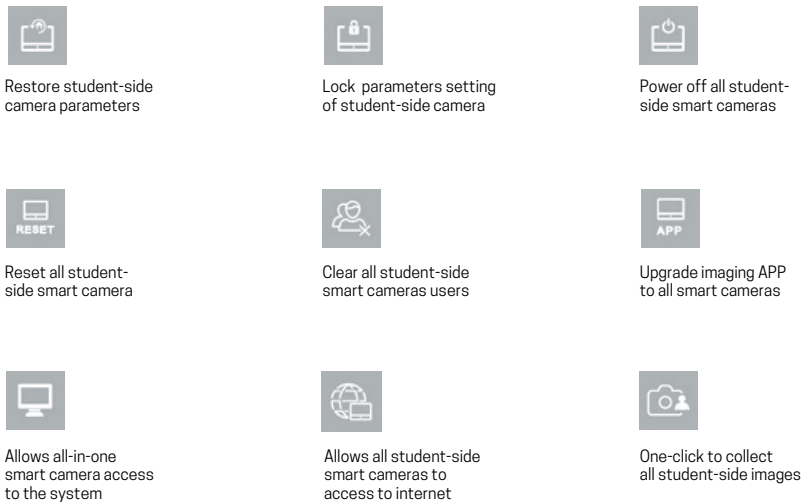 Restore student-side
camera parameters
Lock parameters setting
of student-side camera
Power off all student-
side smart cameras
RESET
Reset all student-
side smart camera
Clear all student-side
smart cameras users
APP
Upgrade imaging APP
to all smart cameras
Allows all-in-one
smart camera access
to the system
Allows all student-side
smart cameras to
access to internet
One-click to collect
all student-side images